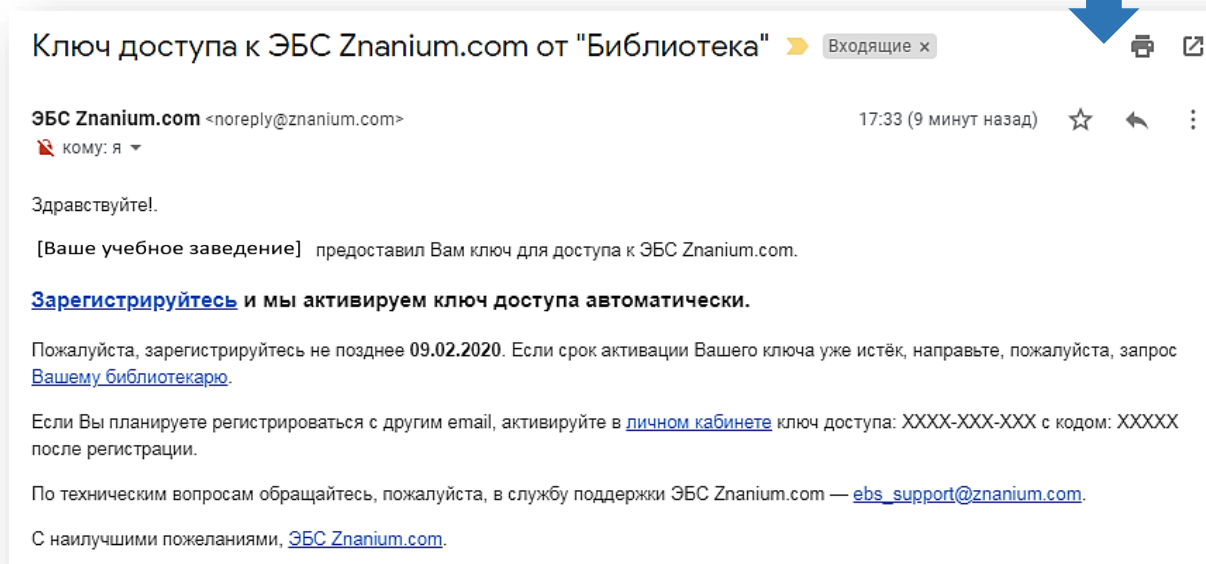 Ключ доступа к ЭБС Znanium.com от "Библиотека" Входящие ×
ЭБС Znanium.com <noreply@znanium.com> 17:33 (9 минут назад)
кому: я
Здравствуйте!.
[Ваше учебное заведение] предоставил Вам ключ для доступа к ЭБС Znanium.com.
Зарегистрируйтесь и мы активируем ключ доступа автоматически.
Пожалуйста, зарегистрируйтесь не позднее 09.02.2020. Если срок активации Вашего ключа уже истёк, направьте, пожалуйста, запрос
Вашему библиотекарю.
Если Вы планируете регистрироваться с другим email, активируйте в личном кабинете ключ доступа: XXXX-XXX-XXX с кодом: XXXXX
после регистрации.
По техническим вопросам обращайтесь, пожалуйста, в службу поддержки ЭБС Znanium.com — ebs_support@znanium.com.
С наилучшими пожеланиями, ЭБС Znanium.com.